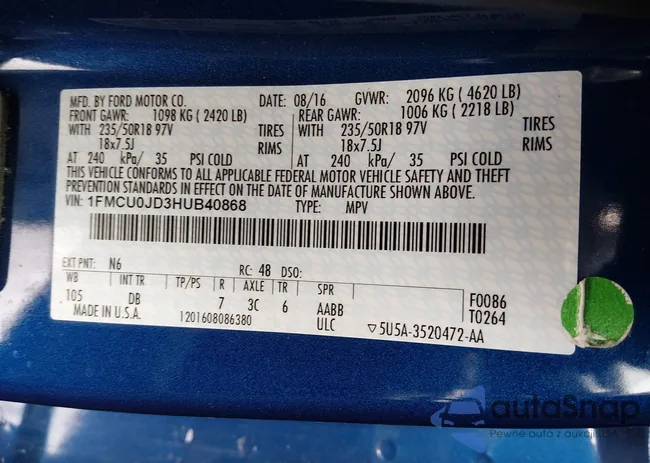 MFD. BY FORD MOTOR CO. DATE: 08/16 GVWR: 2096 KG ( 4620 LB)
FRONT GAWR: 1098 KG ( 2420 LB) REAR GAWR: 1006 KG ( 2218 LB)
WITH 235/50R18 97V TIRES 235/50R18 97V TIRES
18x7.5J RIMS 18x7.5J RIMS
AT 240 kPa/ 35 PSI COLD AT 240 kPa/ 35 PSI COLD
THIS VEHICLE CONFORMS TO ALL APPLICABLE FEDERAL MOTOR VEHICLE SAFETY AND THEFT
PREVENTION STANDARDS IN EFFECT ON THE DATE OF MANUFACTURE SHOWN ABOVE.
VIN: 1FMCU0JD3HUB40868 TYPE: MPV
EXT PNT: N6 RC: 48 DSO:
WB INT TR TP/PS R AXLE TR SPR F0086
105 DB 7 3C 6 AABB T0264
MADE IN U.S.A. 1201608086380 ULC ▽5U5A-3520472-AA
autaSnap
Pewne auto z aukcji